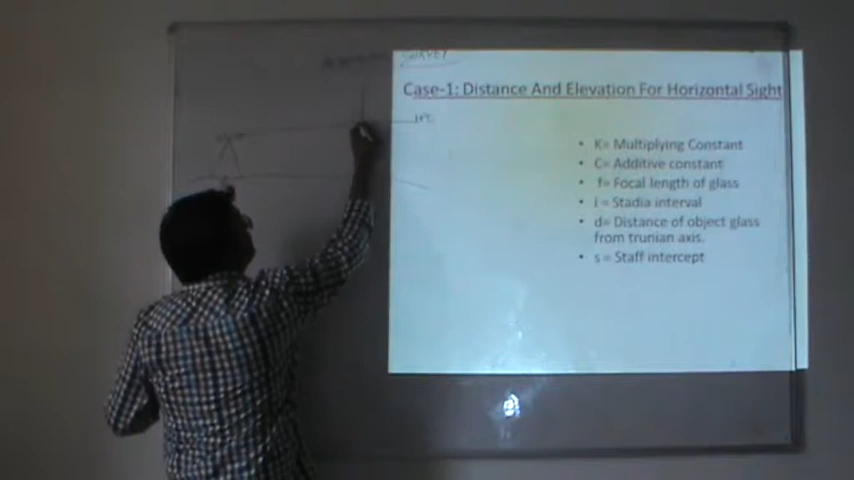 SURVEY
Case-1: Distance And Elevation For Horizontal Sight
• K= Multiplying Constant
• C= Additive constant
• f= Focal length of glass
• i = Stadia interval
• d= Distance of object glass
from trunian axis.
• s = Staff intercept